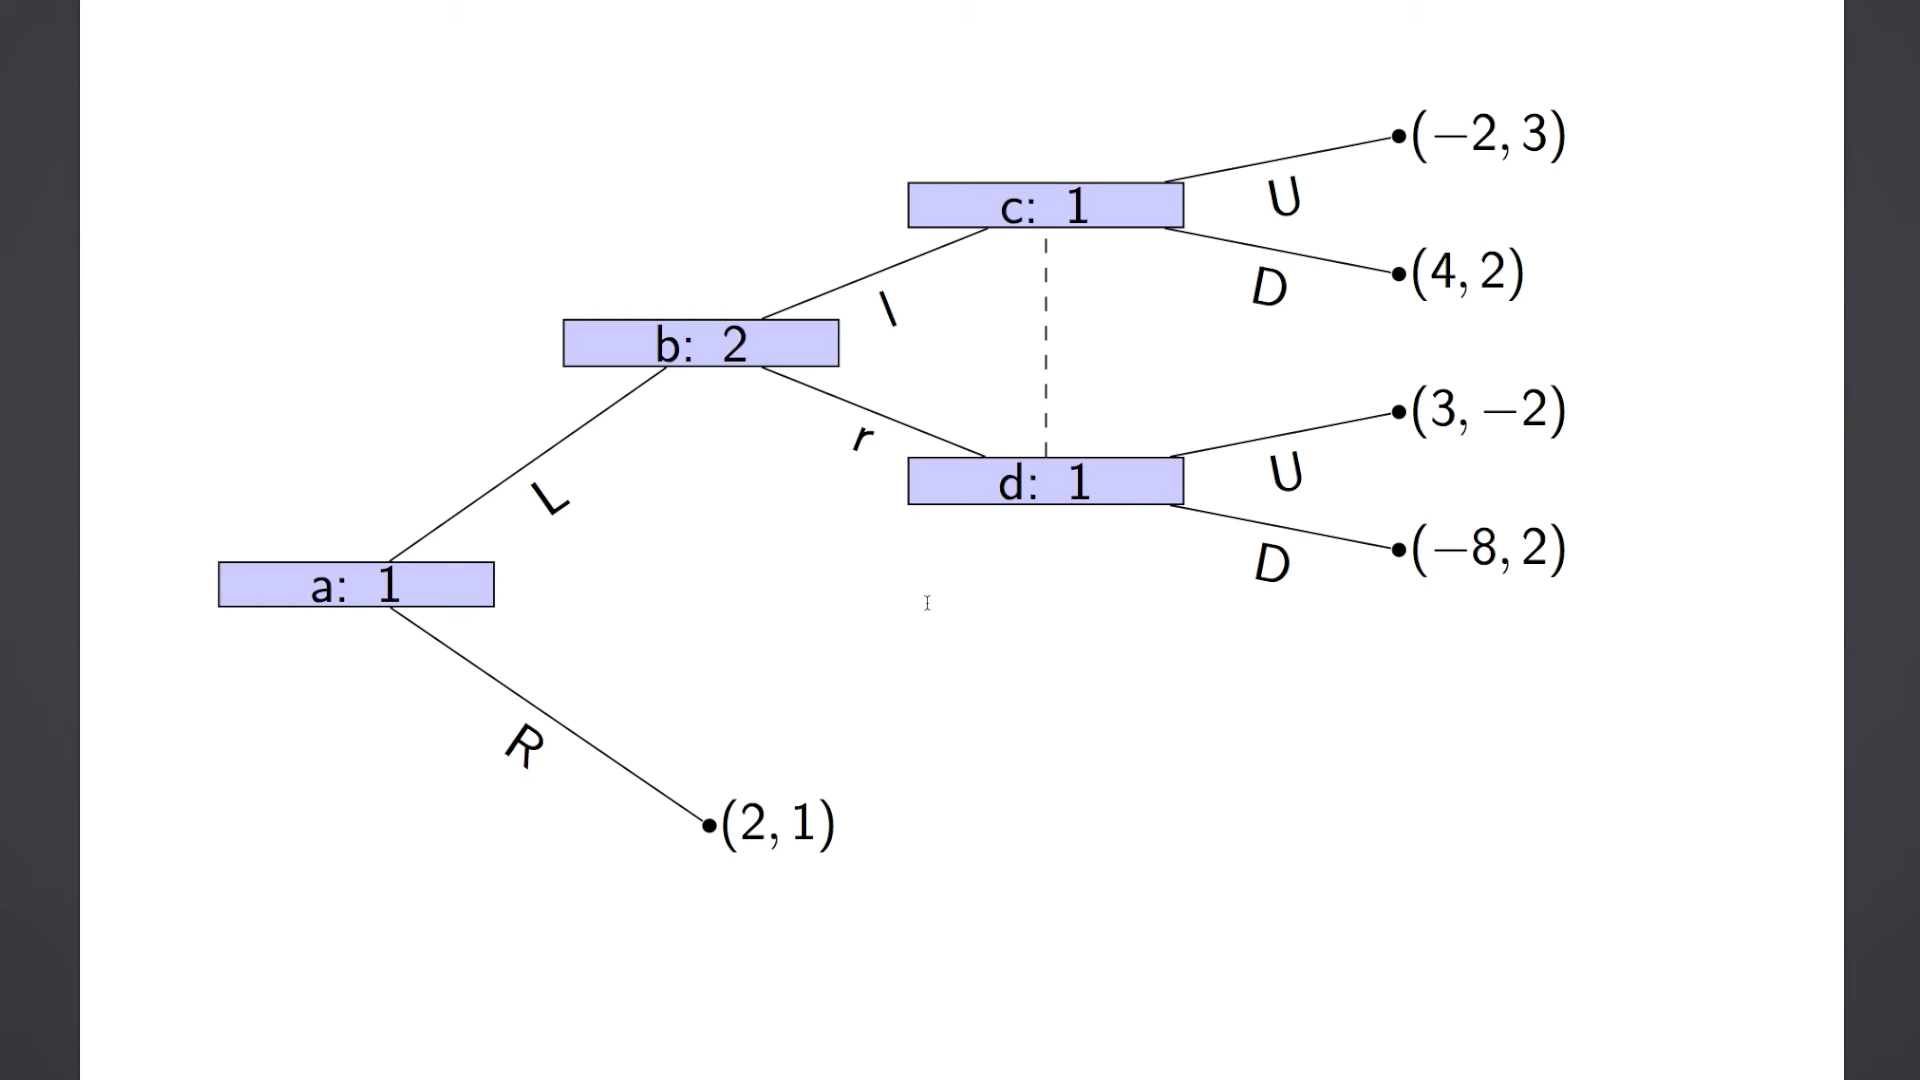 (−2, 3)
c: 1
U
D
(4, 2)
l
b: 2
r
(3, −2)
d: 1
U
D
(−8, 2)
L
a: 1
R
(2, 1)